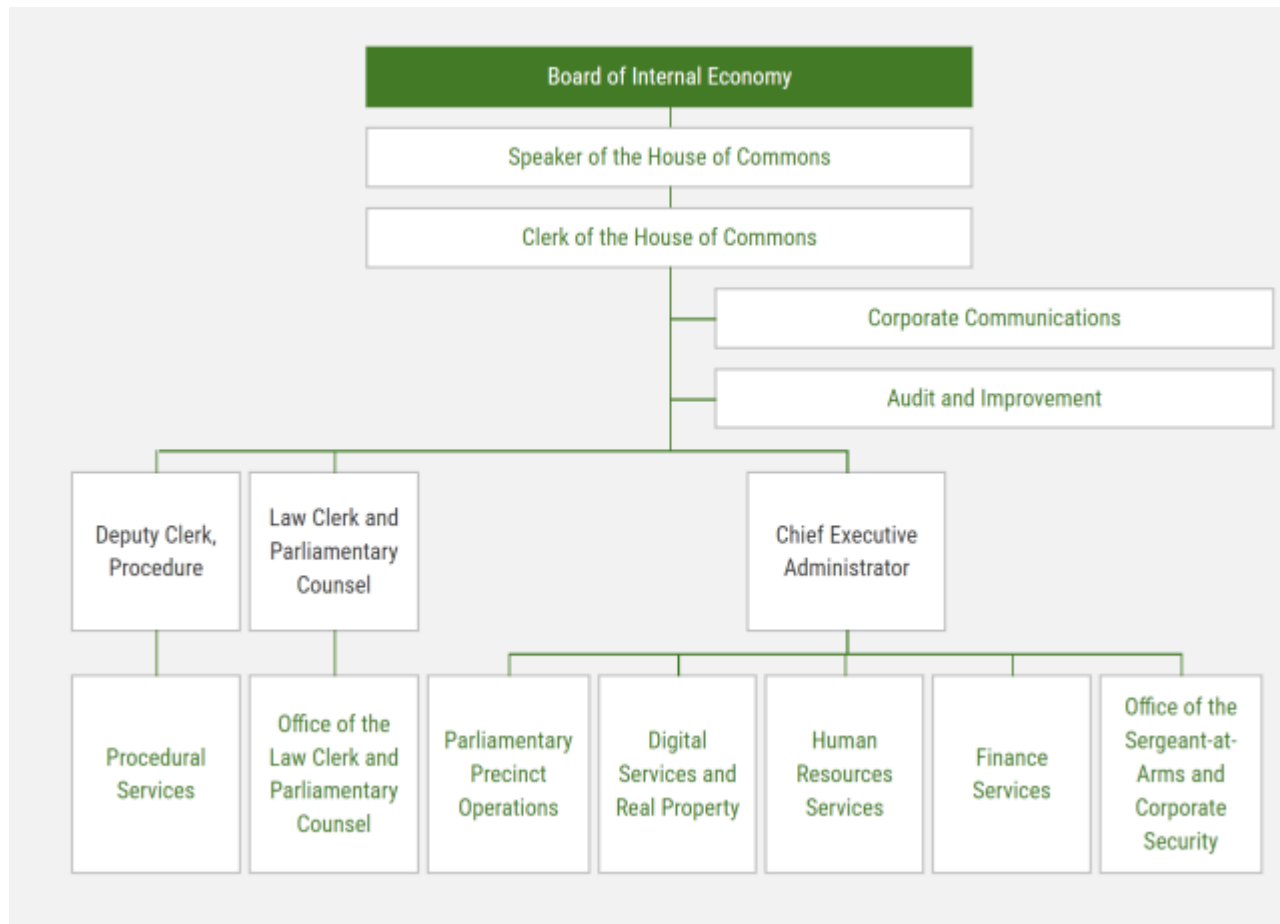 Board of Internal Economy
Speaker of the House of Commons
Clerk of the House of Commons
Corporate Communications
Audit and Improvement
Deputy Clerk,
Procedure
Law Clerk and
Parliamentary
Counsel
Chief Executive
Administrator
Procedural
Services
Office of the
Law Clerk and
Parliamentary
Counsel
Parliamentary
Precinct
Operations
Digital
Services and
Real Property
Human
Resources
Services
Finance
Services
Office of the
Sergeant-at-
Arms and
Corporate
Security